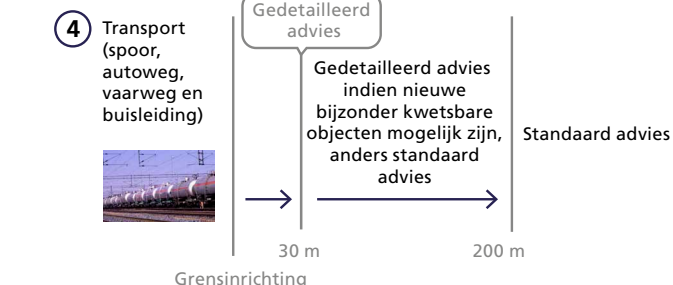 4
Transport
(spoor,
autoweg,
vaarweg en
buisleiding)
Gedetailleerd
advies
Gedetailleerd advies
indien nieuwe
bijzonder kwetsbare
objecten mogelijk zijn,
anders standaard
advies
Standaard advies
30 m
200 m
Grensinrichting